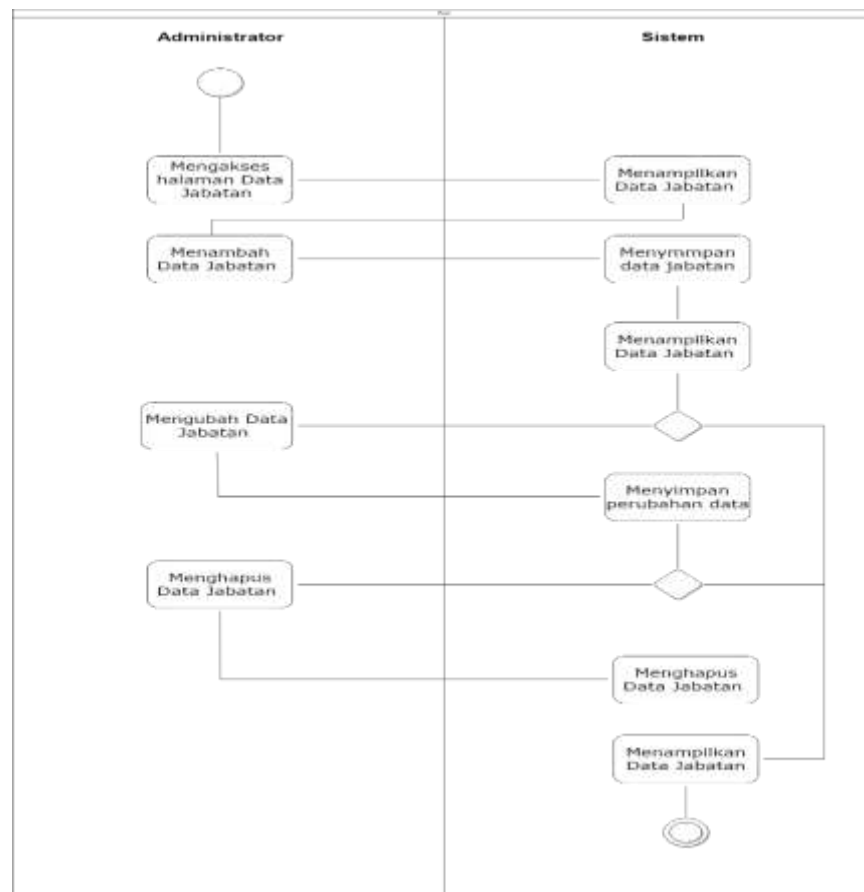 Administrator
Sistem
Mengakses
halaman Data
Jabatan
Menampilkan
Data Jabatan
Menambah
Data Jabatan
Menymmpan
data jabatan
Menampilkan
Data Jabatan
Mengubah Data
Jabatan
Menyimpan
perubahan data
Menghapus
Data Jabatan
Menghapus
Data Jabatan
Menampilkan
Data Jabatan